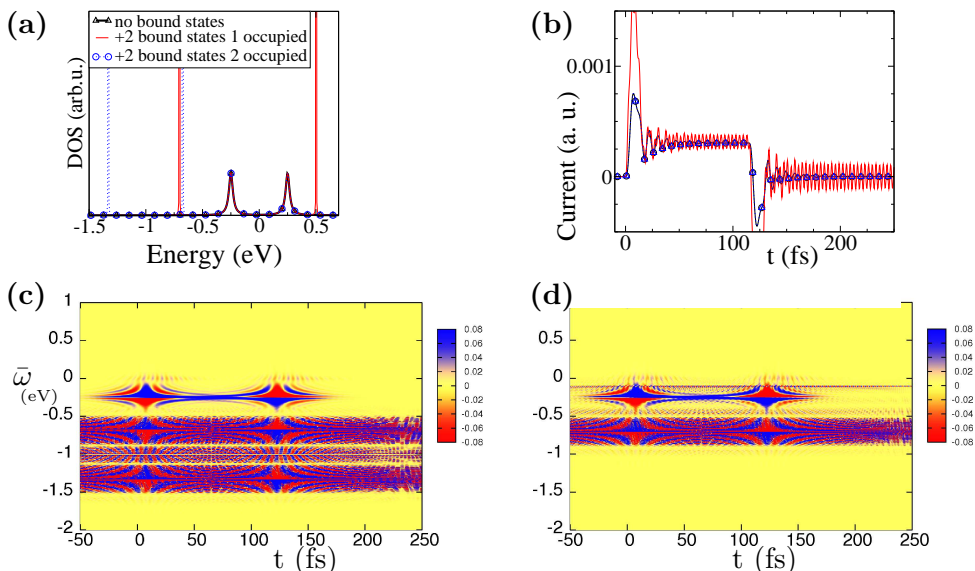 (a)
no bound states
+2 bound states 1 occupied
+2 bound states 2 occupied
DOS (arb.u.)
-1.5 -1 -0.5 0 0.5
Energy (eV)
(b)
0.001
0
Current (a. u.)
0 100 200
t (fs)
(c)
1
0.5
0
-0.5
-1
-1.5
-2
ω̄
(eV)
-50 0 50 100 150 200 250
t (fs)
0.08
0.06
0.04
0.02
0
-0.02
-0.04
-0.06
-0.08
(d)
1
0.5
0
-0.5
-1
-1.5
-2
-50 0 50 100 150 200 250
t (fs)
0.08
0.06
0.04
0.02
0
-0.02
-0.04
-0.06
-0.08